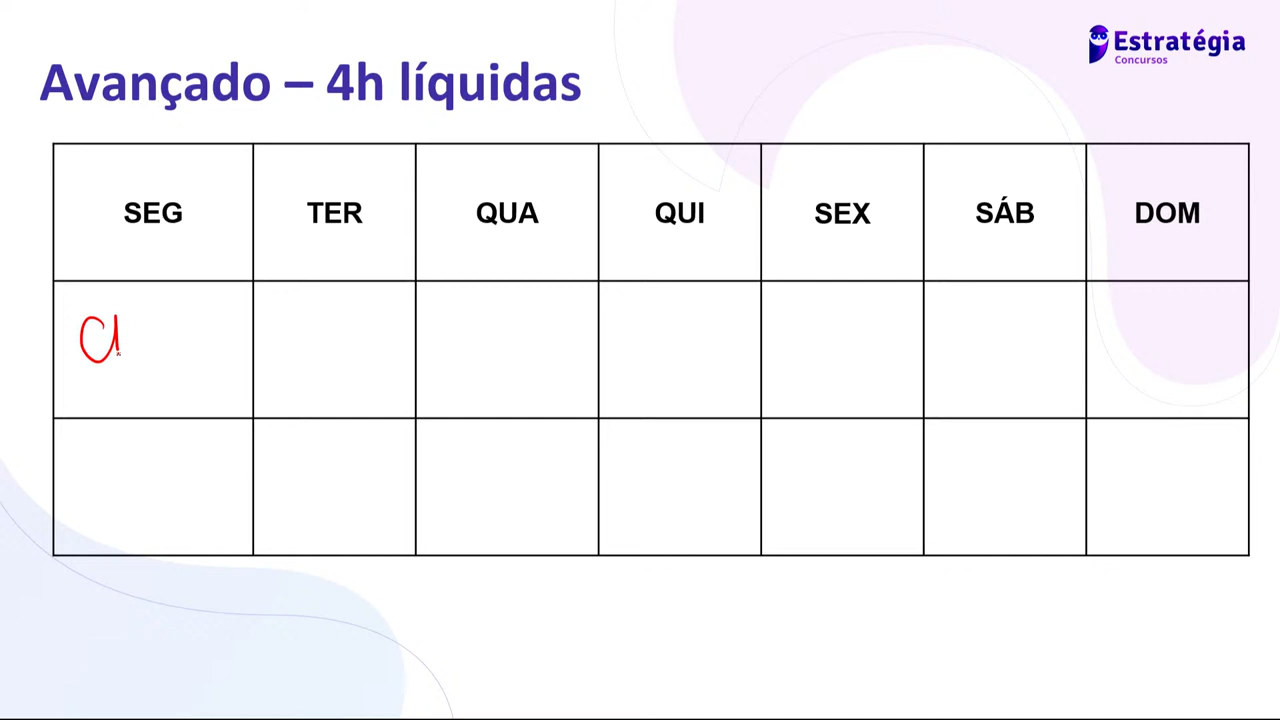 Estratégia
Concursos
Avançado – 4h líquidas
SEG TER QUA QUI SEX SÁB DOM